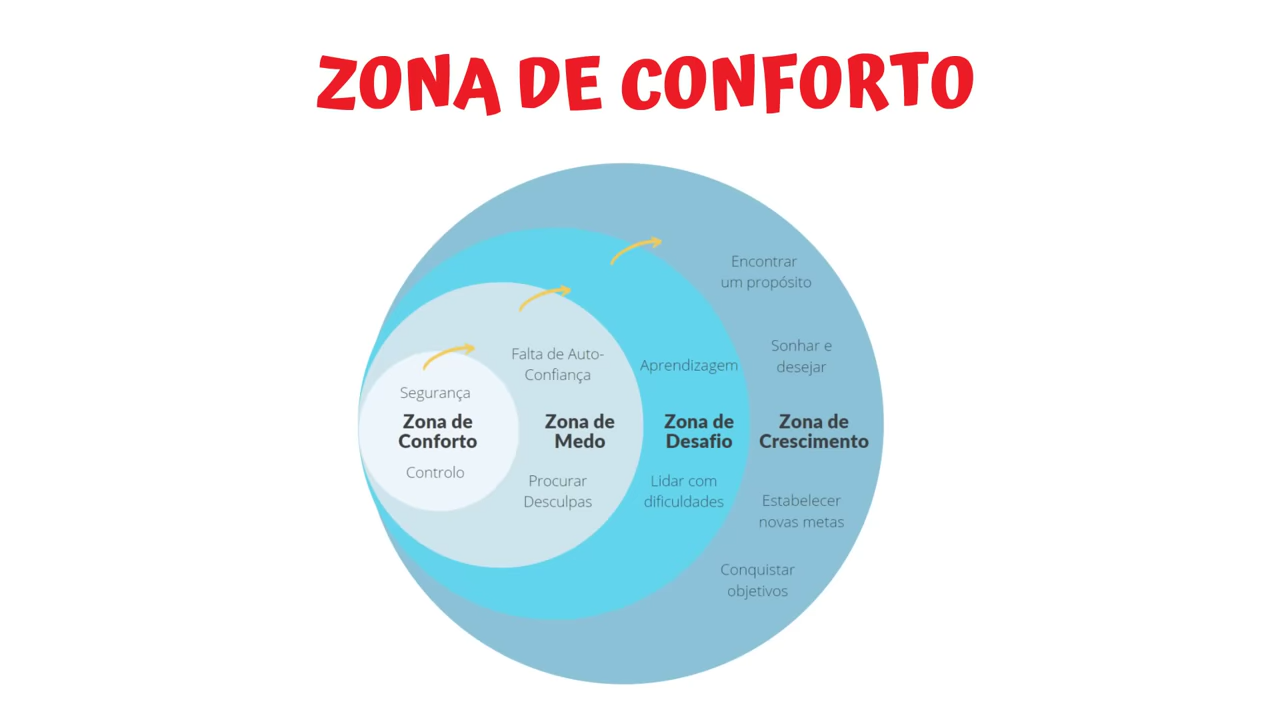 ZONA DE CONFORTO
Segurança
Zona de
Conforto
Controlo
Falta de Auto-
Confiança
Zona de
Medo
Procurar
Desculpas
Aprendizagem
Zona de
Desafio
Lidar com
dificuldades
Encontrar
um propósito
Sonhar e
desejar
Zona de
Crescimento
Estabelecer
novas metas
Conquistar
objetivos